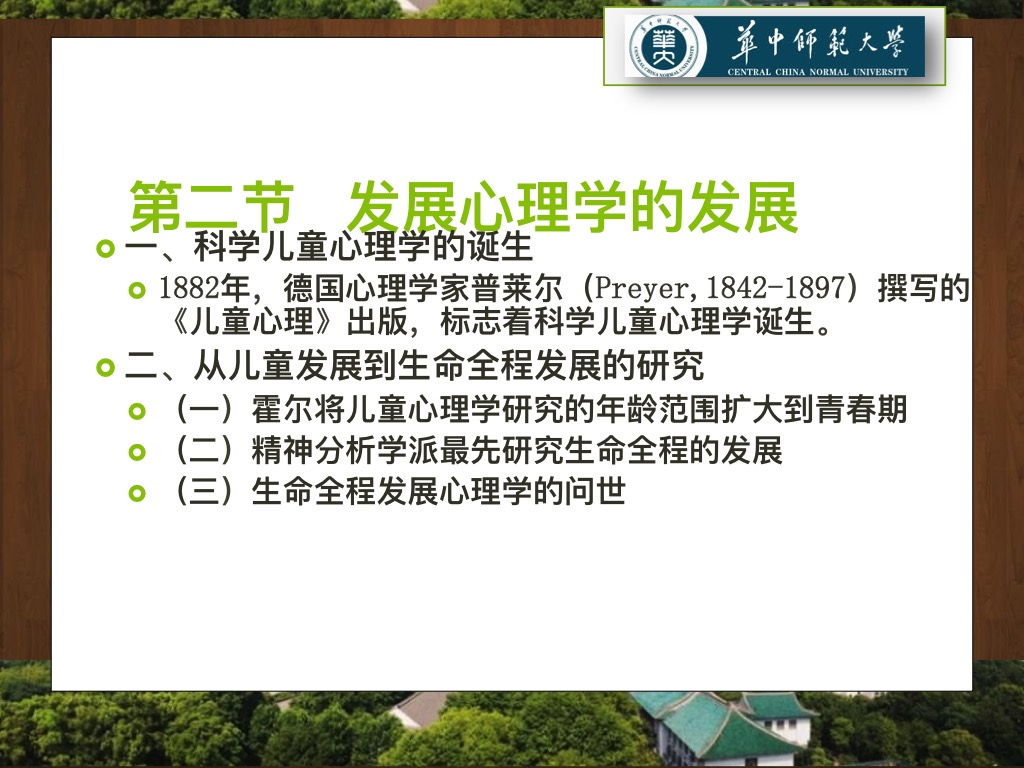 華中師範大學
CENTRAL CHINA NORMAL UNIVERSITY
第二节 发展心理学的发展
一、科学儿童心理学的诞生
1882年，德国心理学家普莱尔（Preyer,1842-1897）撰写的
《儿童心理》出版，标志着科学儿童心理学诞生。
二、从儿童发展到生命全程发展的研究
（一）霍尔将儿童心理学研究的年龄范围扩大到青春期
（二）精神分析学派最先研究生命全程的发展
（三）生命全程发展心理学的问世